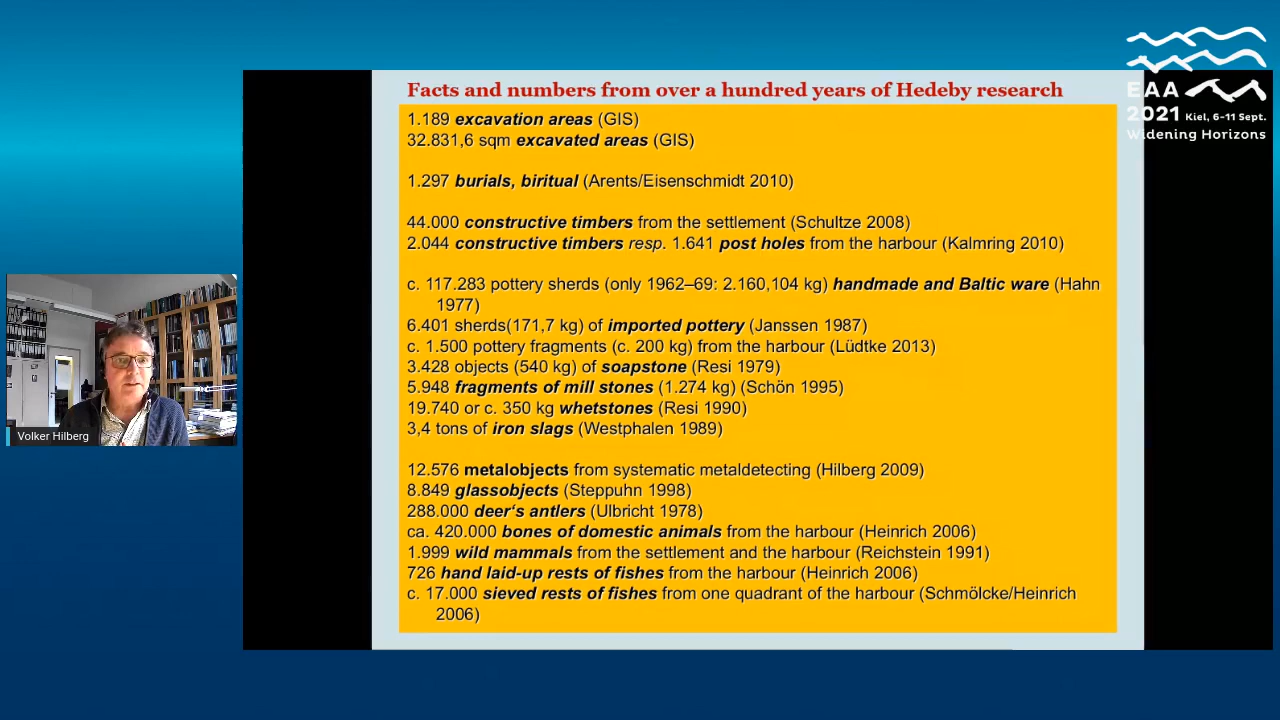 Facts and numbers from over a hundred years of Hedeby research
1.189 excavation areas (GIS)
32.831,6 sqm excavated areas (GIS)
1.297 burials, biritual (Arents/Eisenschmidt 2010)
44.000 constructive timbers from the settlement (Schultze 2008)
2.044 constructive timbers resp. 1.641 post holes from the harbour (Kalmring 2010)
c. 117.283 pottery sherds (only 1962–69: 2.160,104 kg) handmade and Baltic ware (Hahn
1977)
6.401 sherds(171,7 kg) of imported pottery (Janssen 1987)
c. 1.500 pottery fragments (c. 200 kg) from the harbour (Lüdtke 2013)
3.428 objects (540 kg) of soapstone (Resi 1979)
5.948 fragments of mill stones (1.274 kg) (Schön 1995)
19.740 or c. 350 kg whetstones (Resi 1990)
3,4 tons of iron slags (Westphalen 1989)
12.576 metalobjects from systematic metaldetecting (Hilberg 2009)
8.849 glassobjects (Steppuhn 1998)
288.000 deer‘s antlers (Ulbricht 1978)
ca. 420.000 bones of domestic animals from the harbour (Heinrich 2006)
1.999 wild mammals from the settlement and the harbour (Reichstein 1991)
726 hand laid-up rests of fishes from the harbour (Heinrich 2006)
c. 17.000 sieved rests of fishes from one quadrant of the harbour (Schmölcke/Heinrich
2006)
EAA
2021 Kiel, 6-11 Sept.
Widening Horizons
Volker Hilberg